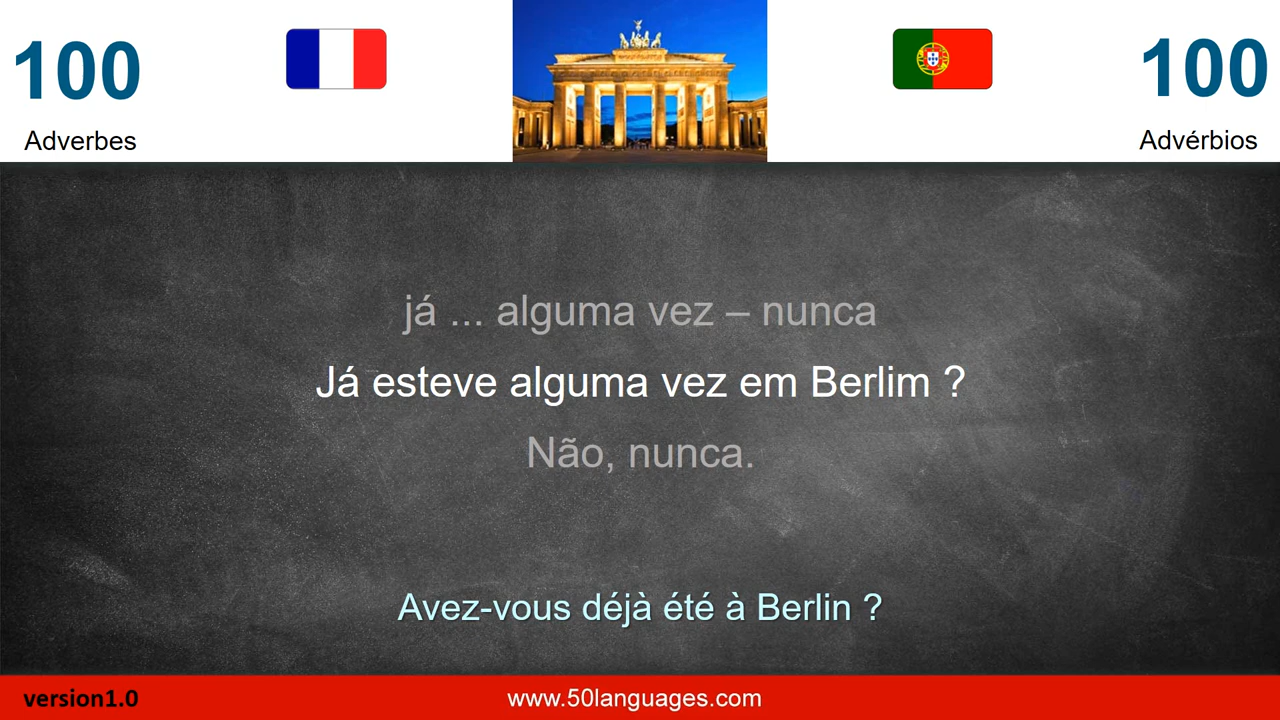 100
100
Adverbes
Advérbios
já ... alguma vez – nunca
Já esteve alguma vez em Berlim ?
Não, nunca.
Avez-vous déjà été à Berlin ?
version1.0
www.50languages.com